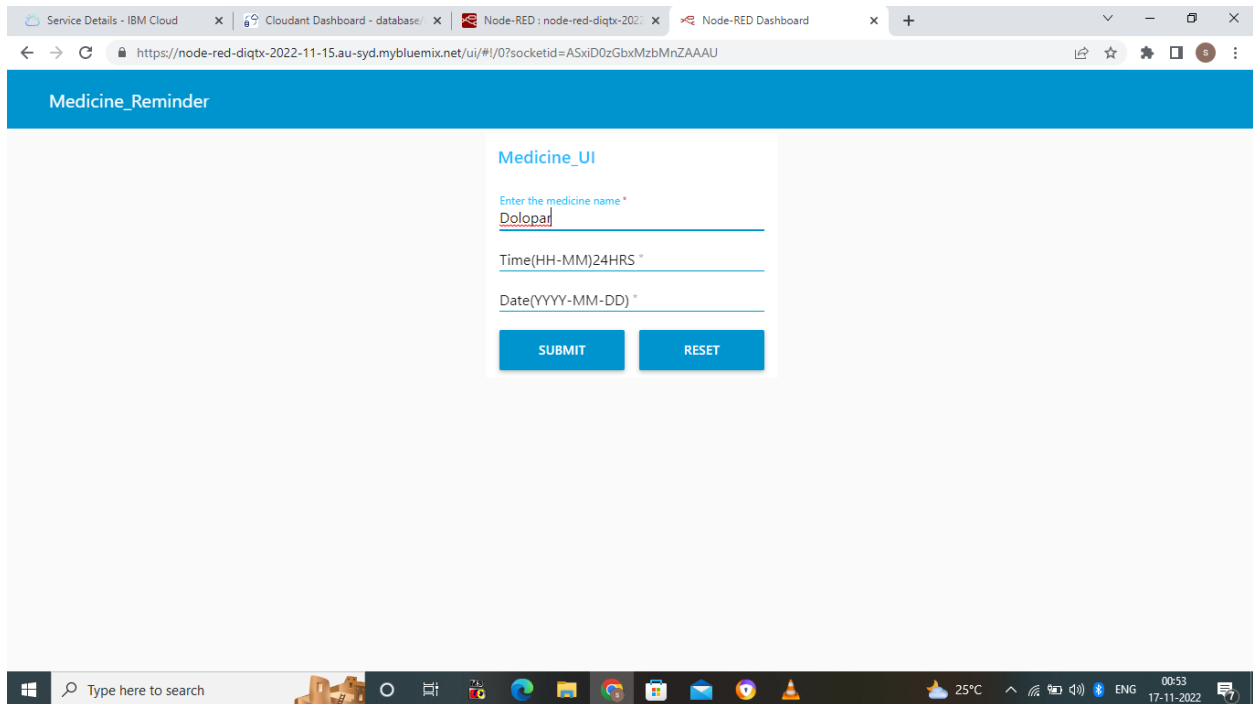 Service Details - IBM Cloud
Cloudant Dashboard - database/
Node-RED : node-red-diqtx-202
Node-RED Dashboard
https://node-red-diqtx-2022-11-15.au-syd.mybluemix.net/ui/#!/0?socketid=ASxiD0zGbxMzbMnZAAAU
S
Medicine_Reminder
Medicine_UI
Enter the medicine name *
Dolopar
Time(HH-MM)24HRS *
Date(YYYY-MM-DD) *
SUBMIT RESET
Type here to search
25°C
ENG
00:53
17-11-2022